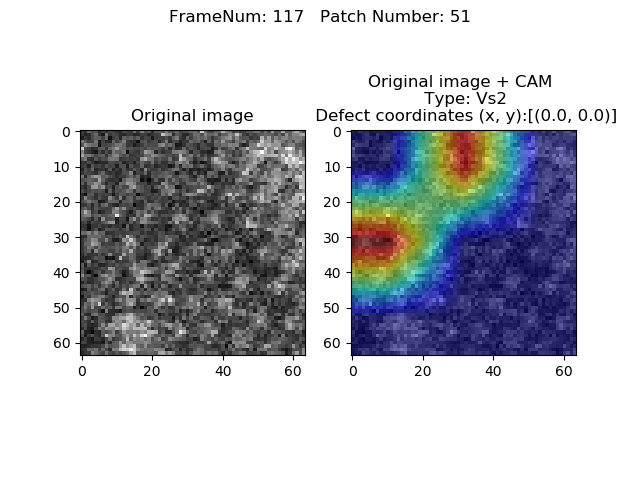 FrameNum: 117   Patch Number: 51
Original image
Original image + CAM
Type: Vs2
Defect coordinates (x, y):[(0.0, 0.0)]
0
10
20
30
40
50
60
0 20 40 60
0
10
20
30
40
50
60
0 20 40 60